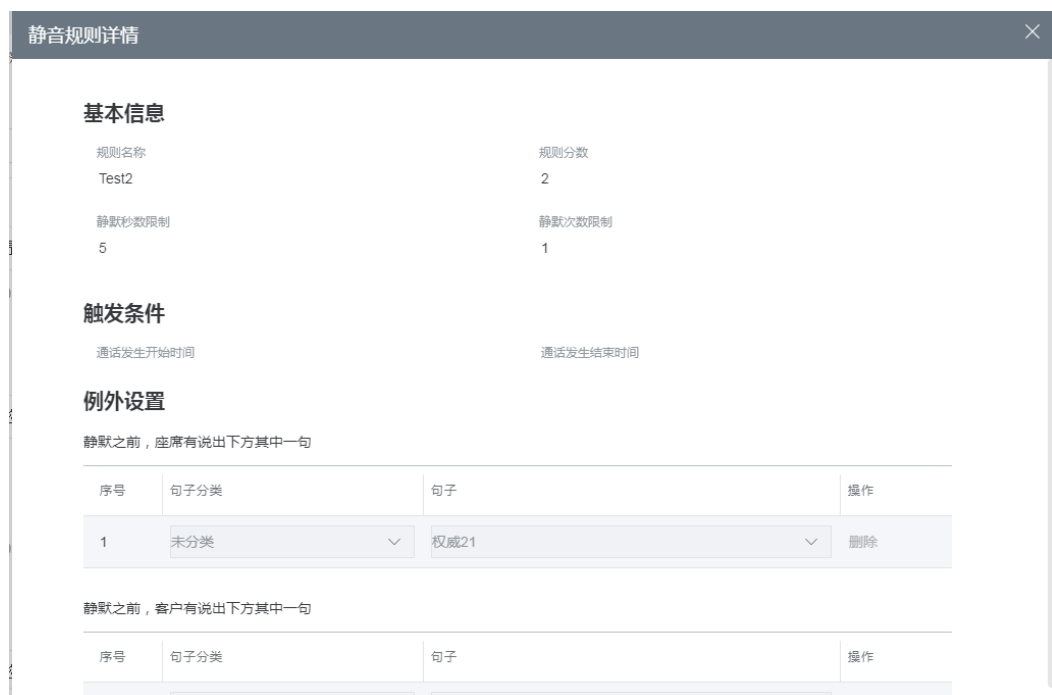 静音规则详情
基本信息
规则名称 规则分数
Test2 2
静默秒数限制 静默次数限制
5 1
触发条件
通话发生开始时间 通话发生结束时间
例外设置
静默之前，座席有说出下方其中一句
序号 句子分类 句子 操作
1 未分类 权威21 删除
静默之前，客户有说出下方其中一句
序号 句子分类 句子 操作